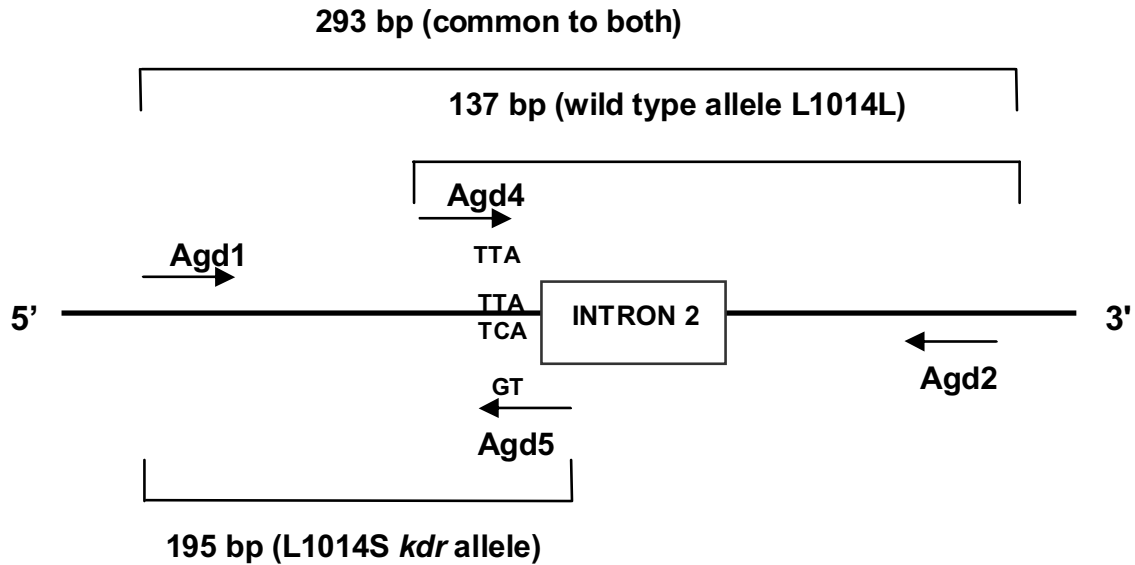 293 bp (common to both)
137 bp (wild type allele L1014L)
Agd4
Agd1
TTA
5’
TTA
INTRON 2
3'
TCA
GT
Agd2
Agd5
195 bp (L1014S kdr allele)